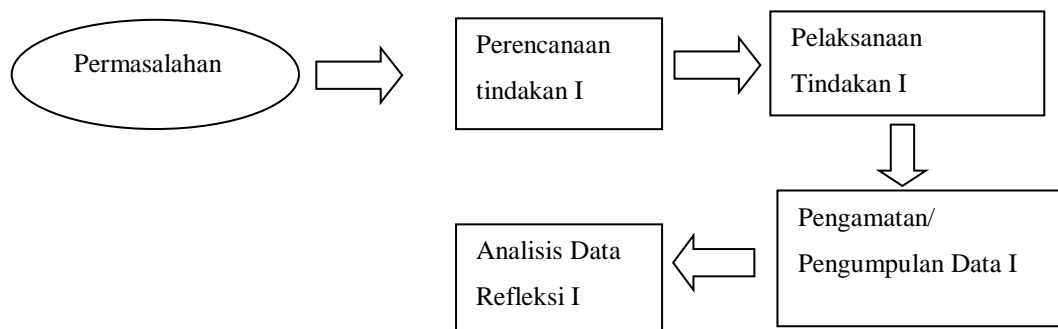 Permasalahan
Perencanaan
tindakan I
Pelaksanaan
Tindakan I
Pengamatan/
Pengumpulan Data I
Analisis Data
Refleksi I